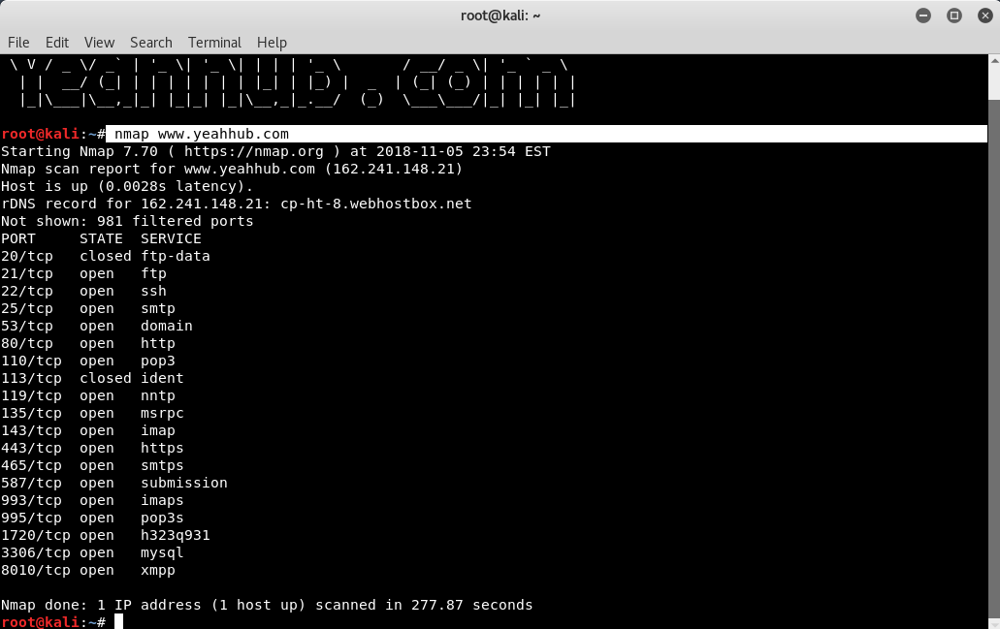 root@kali: ~
File Edit View Search Terminal Help
 \ V / _ \/ _` | '_ \| '_ \| | | | '_ \       / __/ _ \| '_ ` _ \
  | |  __/ (_| | | | | | | | |_| | |_) |  _  | (_| (_) | | | | | |
  |_|\___|\__,_|_| |_|_| |_|\__,_|_.__/  (_)  \___\___/|_| |_| |_|
root@kali:~# nmap www.yeahhub.com
Starting Nmap 7.70 ( https://nmap.org ) at 2018-11-05 23:54 EST
Nmap scan report for www.yeahhub.com (162.241.148.21)
Host is up (0.0028s latency).
rDNS record for 162.241.148.21: cp-ht-8.webhostbox.net
Not shown: 981 filtered ports
PORT     STATE  SERVICE
20/tcp   closed ftp-data
21/tcp   open   ftp
22/tcp   open   ssh
25/tcp   open   smtp
53/tcp   open   domain
80/tcp   open   http
110/tcp  open   pop3
113/tcp  closed ident
119/tcp  open   nntp
135/tcp  open   msrpc
143/tcp  open   imap
443/tcp  open   https
465/tcp  open   smtps
587/tcp  open   submission
993/tcp  open   imaps
995/tcp  open   pop3s
1720/tcp open   h323q931
3306/tcp open   mysql
8010/tcp open   xmpp
Nmap done: 1 IP address (1 host up) scanned in 277.87 seconds
root@kali:~#